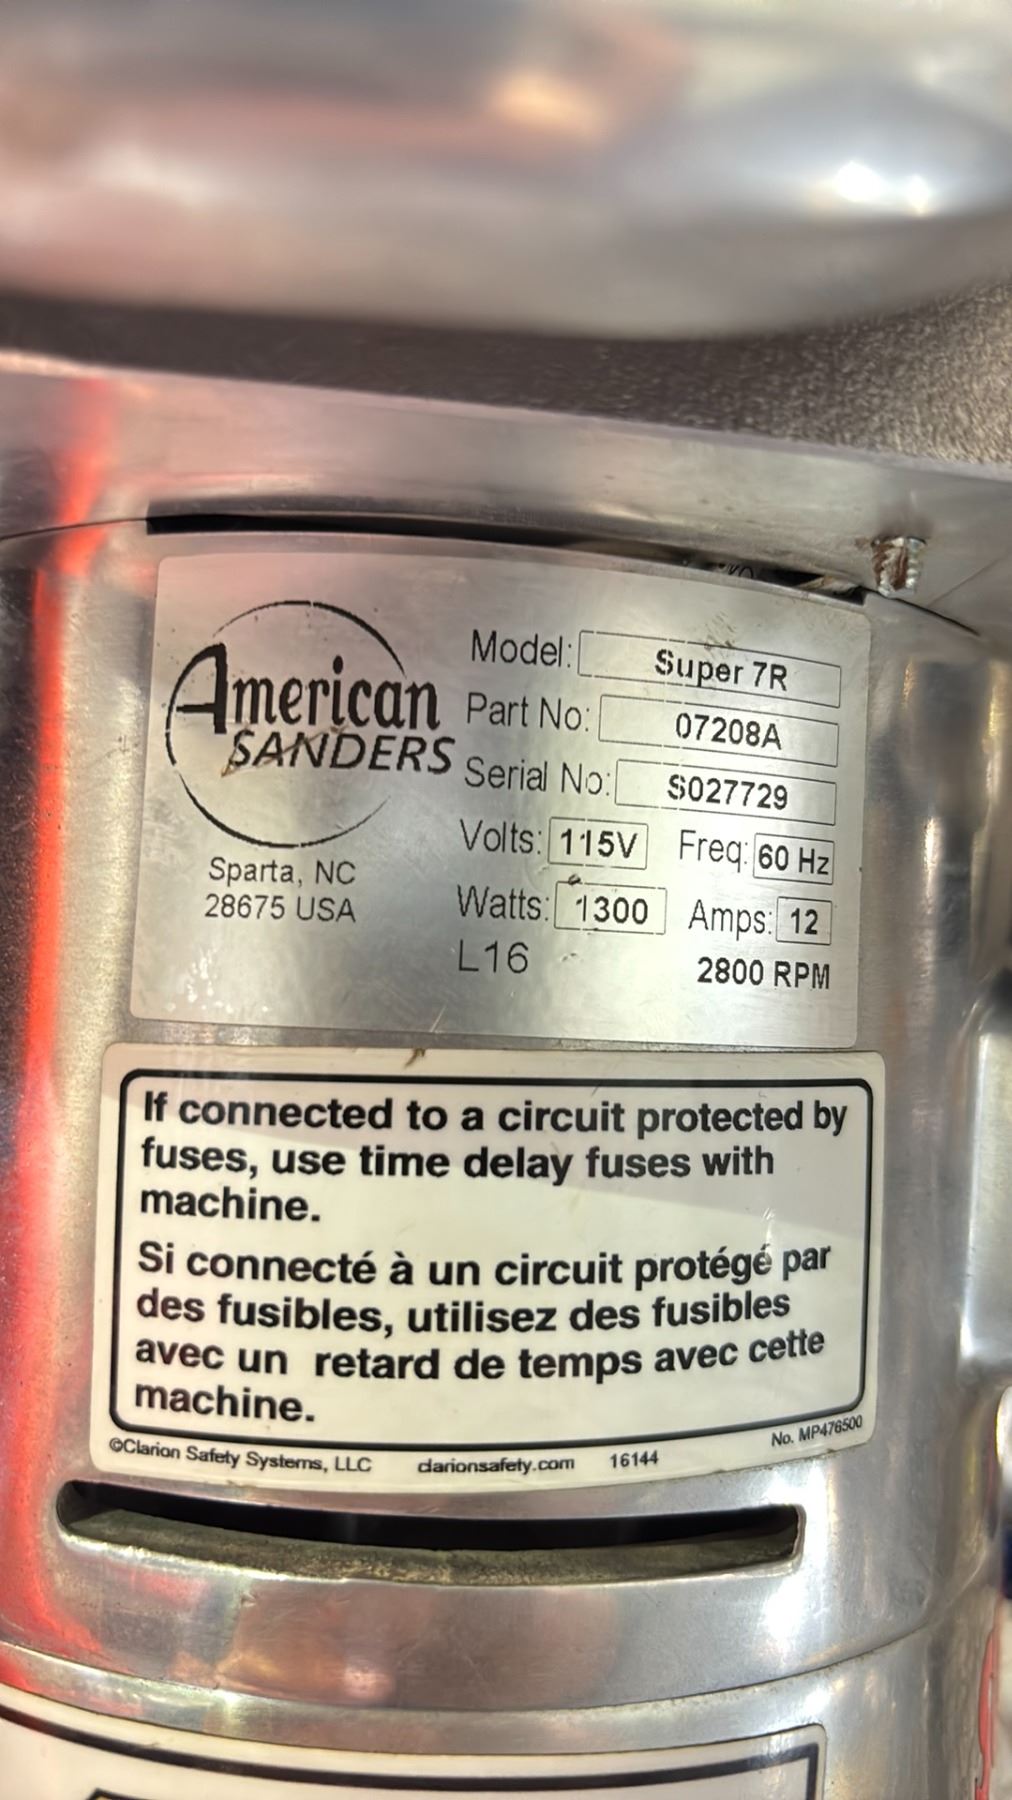 American
SANDERS
Sparta, NC
28675 USA
Model: Super 7R
Part No: 07208A
Serial No: S027729
Volts: 115V Freq: 60 Hz
Watts: 1300 Amps: 12
L16 2800 RPM
If connected to a circuit protected by
fuses, use time delay fuses with
machine.
Si connecté à un circuit protégé par
des fusibles, utilisez des fusibles
avec un retard de temps avec cette
machine.
©Clarion Safety Systems, LLC clarionsafety.com 16144 No. MP476500